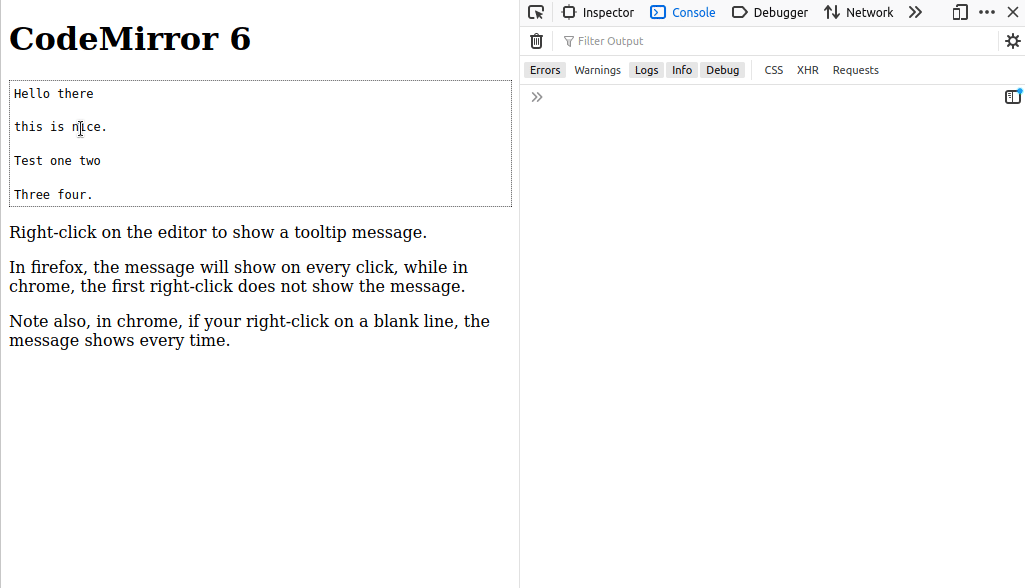 CodeMirror 6
Hello there
this is nice.
Test one two
Three four.
Right-click on the editor to show a tooltip message.
In firefox, the message will show on every click, while in
chrome, the first right-click does not show the message.
Note also, in chrome, if your right-click on a blank line, the
message shows every time.
Inspector Console Debugger Network
Filter Output
Errors Warnings Logs Info Debug CSS XHR Requests